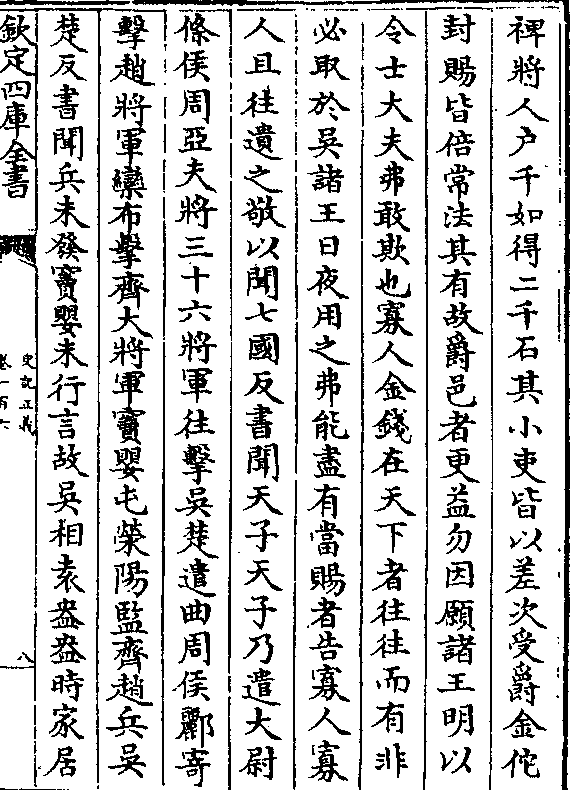 裨將人户千如得二千石其小吏皆以差次受爵金佗
封賜皆倍常法其有故爵邑者更益勿因願諸王明以
令士大夫弗敢欺也寡人金錢在天下者往往而有非
必取於吳諸王日夜用之弗能盡有當賜者告寡人寡
人且往遺之敬以聞七國反書聞天子天子乃遣大尉
條侯周亞夫將三十六將軍往擊吳楚遣曲周侯酈寄
擊趙將軍欒布擊齊大將軍竇嬰屯滎陽監齊趙兵吳
楚反書聞兵未發竇嬰未行言故吳相袁盎盎時家居
欽定四庫全書
史記正義
卷一百六
八